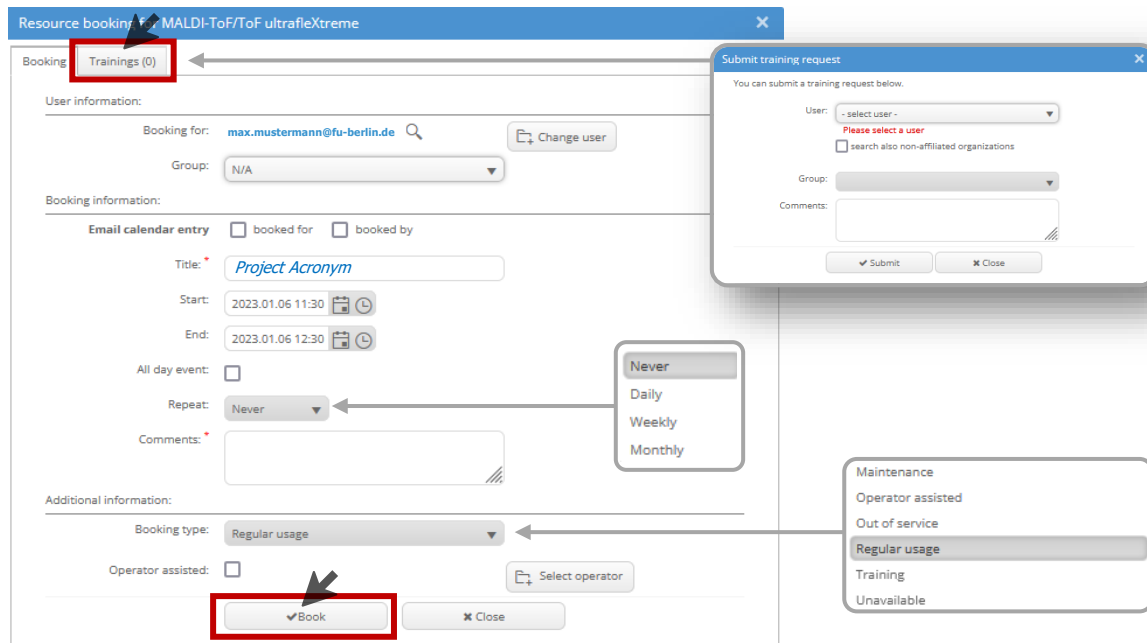 Resource booking for MALDI-ToF/ToF ultrafleXtreme
Booking Trainings (0)
User information:
Booking for: max.mustermann@fu-berlin.de Change user
Group: N/A
Booking information:
Email calendar entry booked for booked by
Title: * Project Acronym
Start: 2023.01.06 11:30
End: 2023.01.06 12:30
All day event:
Repeat: Never
Comments: *
Additional information:
Booking type: Regular usage
Operator assisted: Select operator
Book Close
Submit training request
You can submit a training request below.
User: - select user -
Please select a user
search also non-affiliated organizations
Group:
Comments:
Submit Close
Never
Daily
Weekly
Monthly
Maintenance
Operator assisted
Out of service
Regular usage
Training
Unavailable